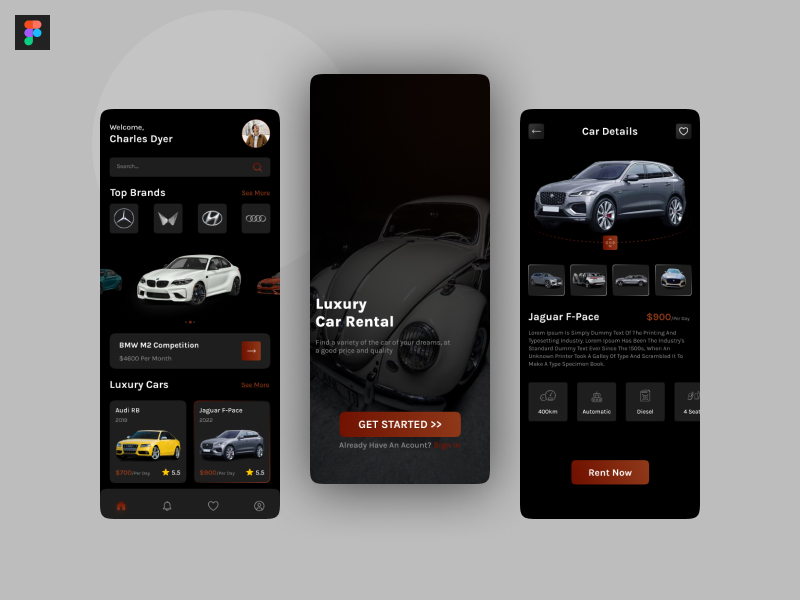 Welcome,
Charles Dyer
Search...
Top Brands
See More
BMW M2 Competition
$4600 Per Month
Luxury Cars
See More
Audi RB
2019
$700/Per Day
5.5
Jaguar F-Pace
2022
$900/Per Day
5.5
Luxury
Car Rental
Find a variety of the car of your dreams, at
a good price and quality
GET STARTED >>
Already Have An Acount? Sign In
Car Details
Jaguar F-Pace
$900/Per Day
Lorem Ipsum Is Simply Dummy Text Of The Printing And
Typesetting Industry. Lorem Ipsum Has Been The Industry's
Standard Dummy Text Ever Since The 1500s, When An
Unknown Printer Took A Galley Of Type And Scrambled It To
Make A Type Specimen Book.
400km
Automatic
Diesel
4 Seat
Rent Now